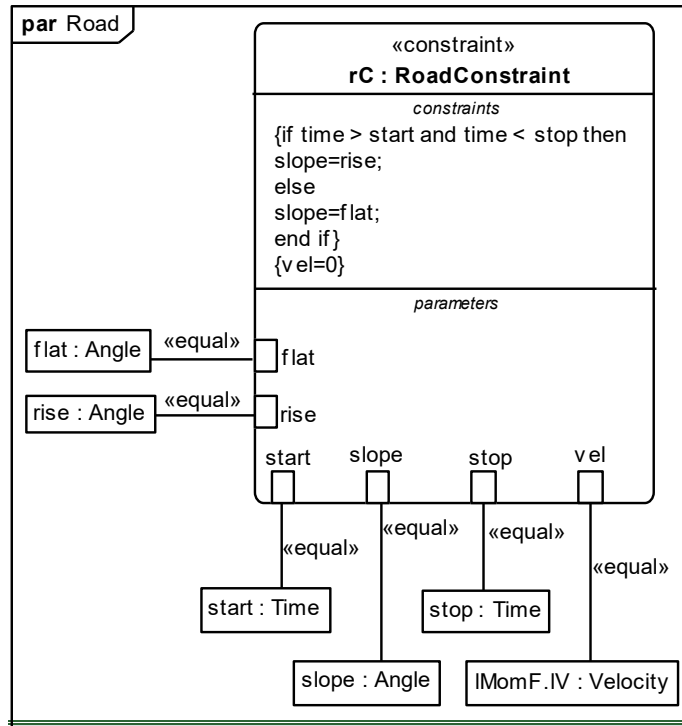 par Road
«constraint»
rC : RoadConstraint
constraints
{if time > start and time < stop then
slope=rise;
else
slope=flat;
end if}
{vel=0}
parameters
flat : Angle
«equal»
flat
rise : Angle
«equal»
rise
start
slope
stop
vel
«equal»
«equal»
«equal»
«equal»
start : Time
stop : Time
slope : Angle
lMomF.lV : Velocity